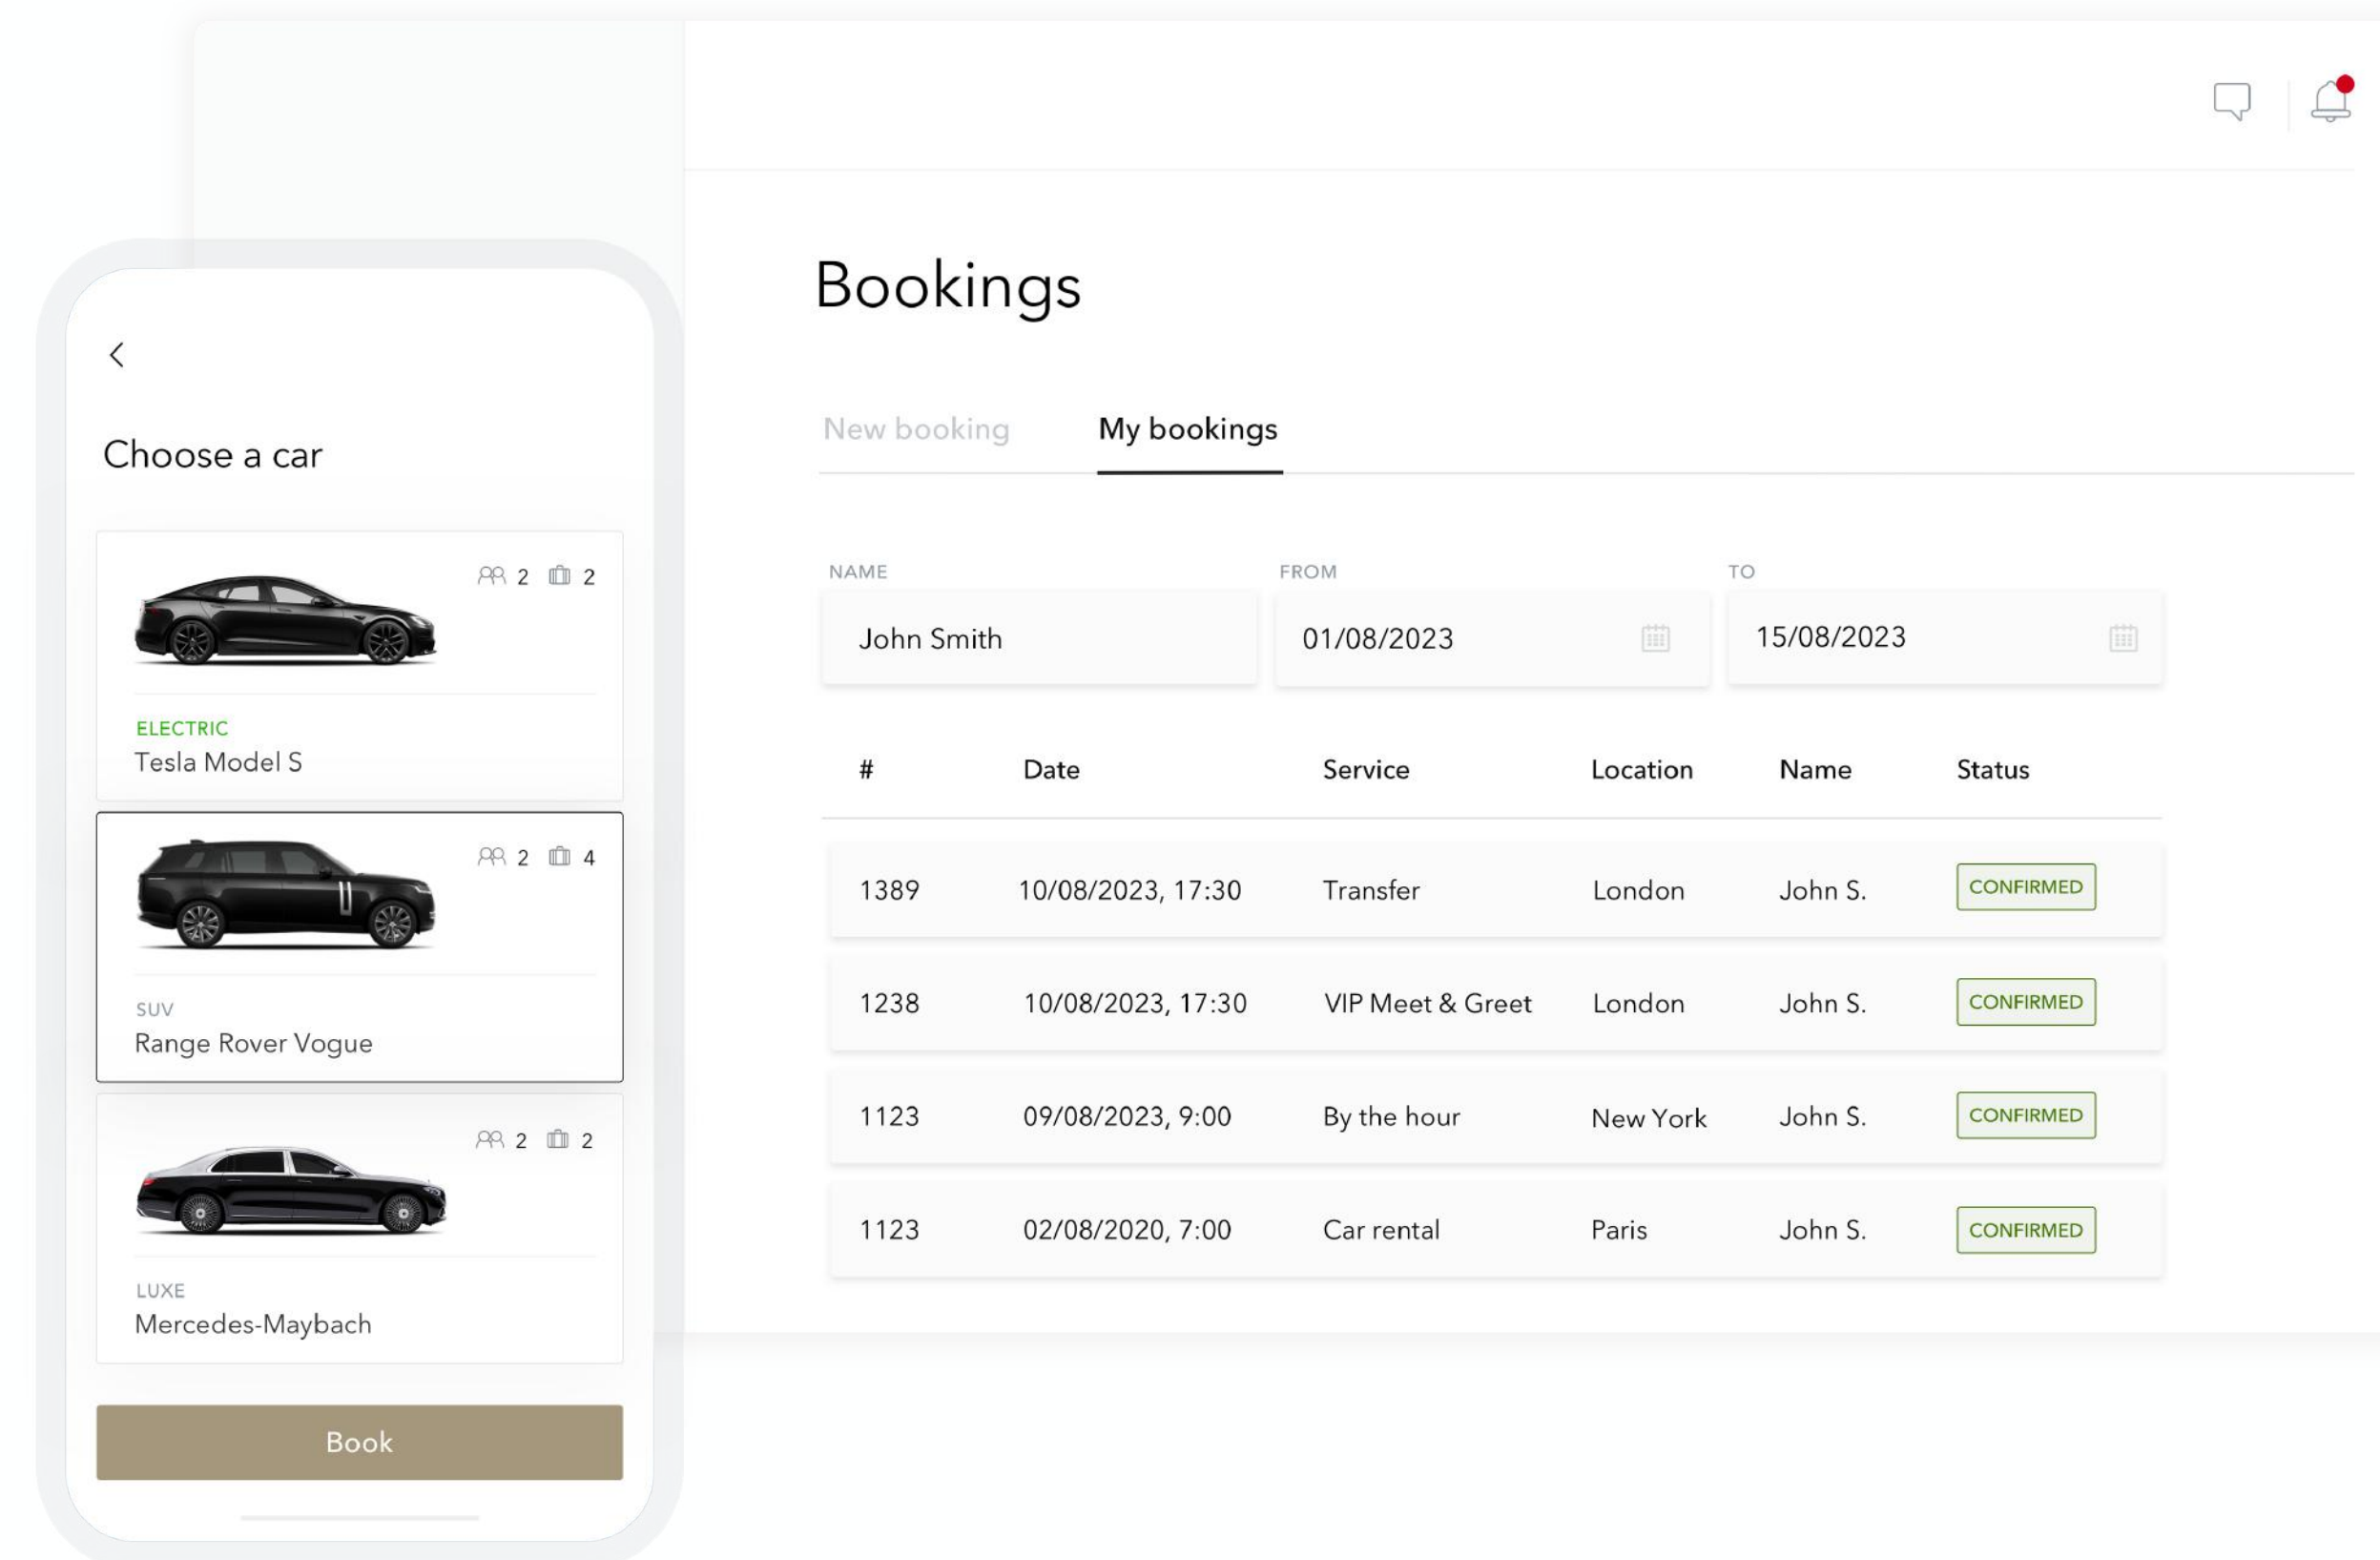 Choose a car
2 2
ELECTRIC
Tesla Model S
2 4
SUV
Range Rover Vogue
2 2
LUXE
Mercedes-Maybach
Book
Bookings
New booking My bookings
NAME FROM TO
John Smith 01/08/2023 15/08/2023
# Date Service Location Name Status
1389 10/08/2023, 17:30 Transfer London John S. CONFIRMED
1238 10/08/2023, 17:30 VIP Meet & Greet London John S. CONFIRMED
1123 09/08/2023, 9:00 By the hour New York John S. CONFIRMED
1123 02/08/2020, 7:00 Car rental Paris John S. CONFIRMED